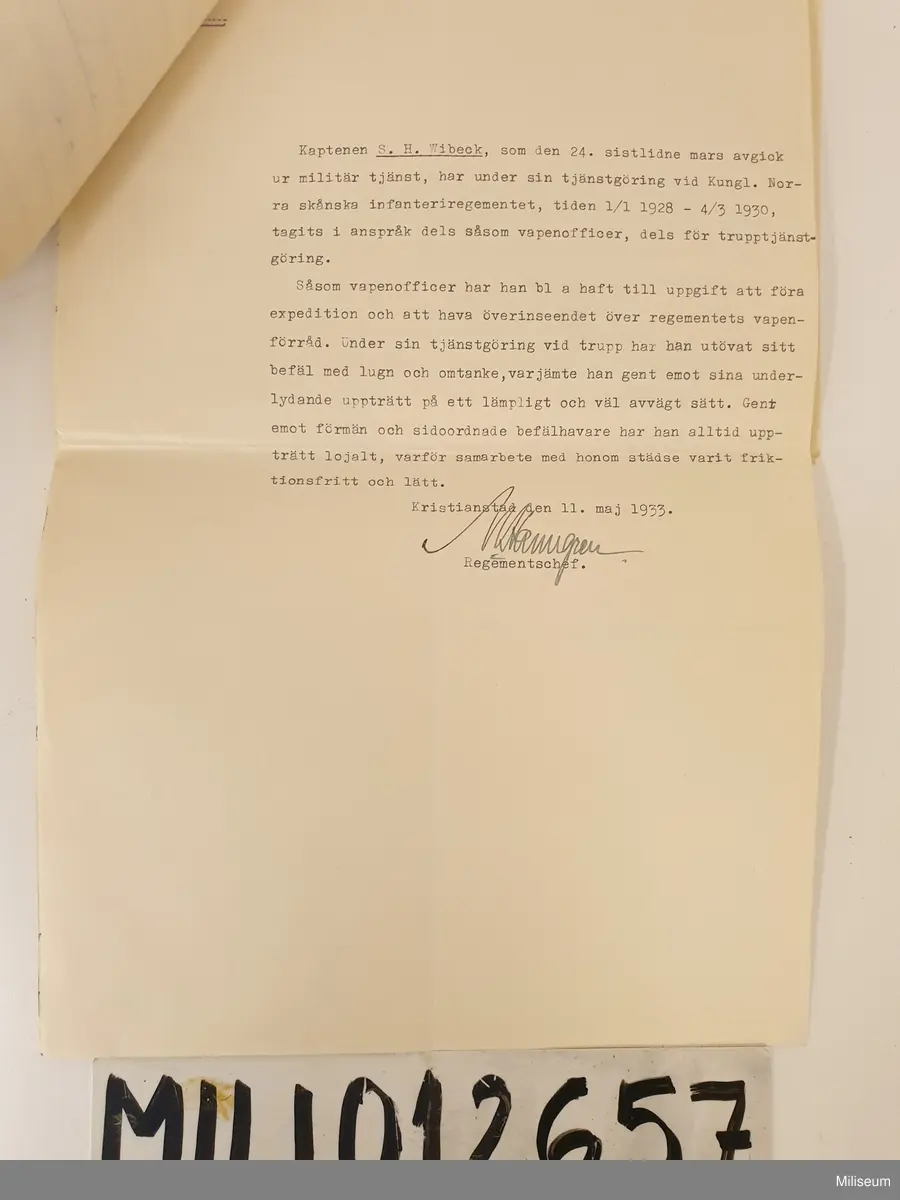 Kaptenen S. H. Wibeck, som den 24. sistlidne mars avgick
ur militär tjänst, har under sin tjänstgöring vid Kungl. Nor-
ra skånska infanteriregementet, tiden 1/1 1928 - 4/3 1930,
tagits i anspråk dels såsom vapenofficer, dels för trupptjänst-
göring.
Såsom vapenofficer har han bl a haft till uppgift att föra
expedition och att hava överinseendet över regementets vapen-
förråd. Under sin tjänstgöring vid trupp har han utövat sitt
befäl med lugn och omtanke,varjämte han gent emot sina under-
lydande uppträtt på ett lämpligt och väl avvägt sätt. Gent
emot förmän och sidoordnade befälhavare har han alltid upp-
trätt lojalt, varför samarbete med honom städse varit frik-
tionsfritt och lätt.
Kristianstad den 11. maj 1933.
Regementschef.
MILI012657
Miliseum